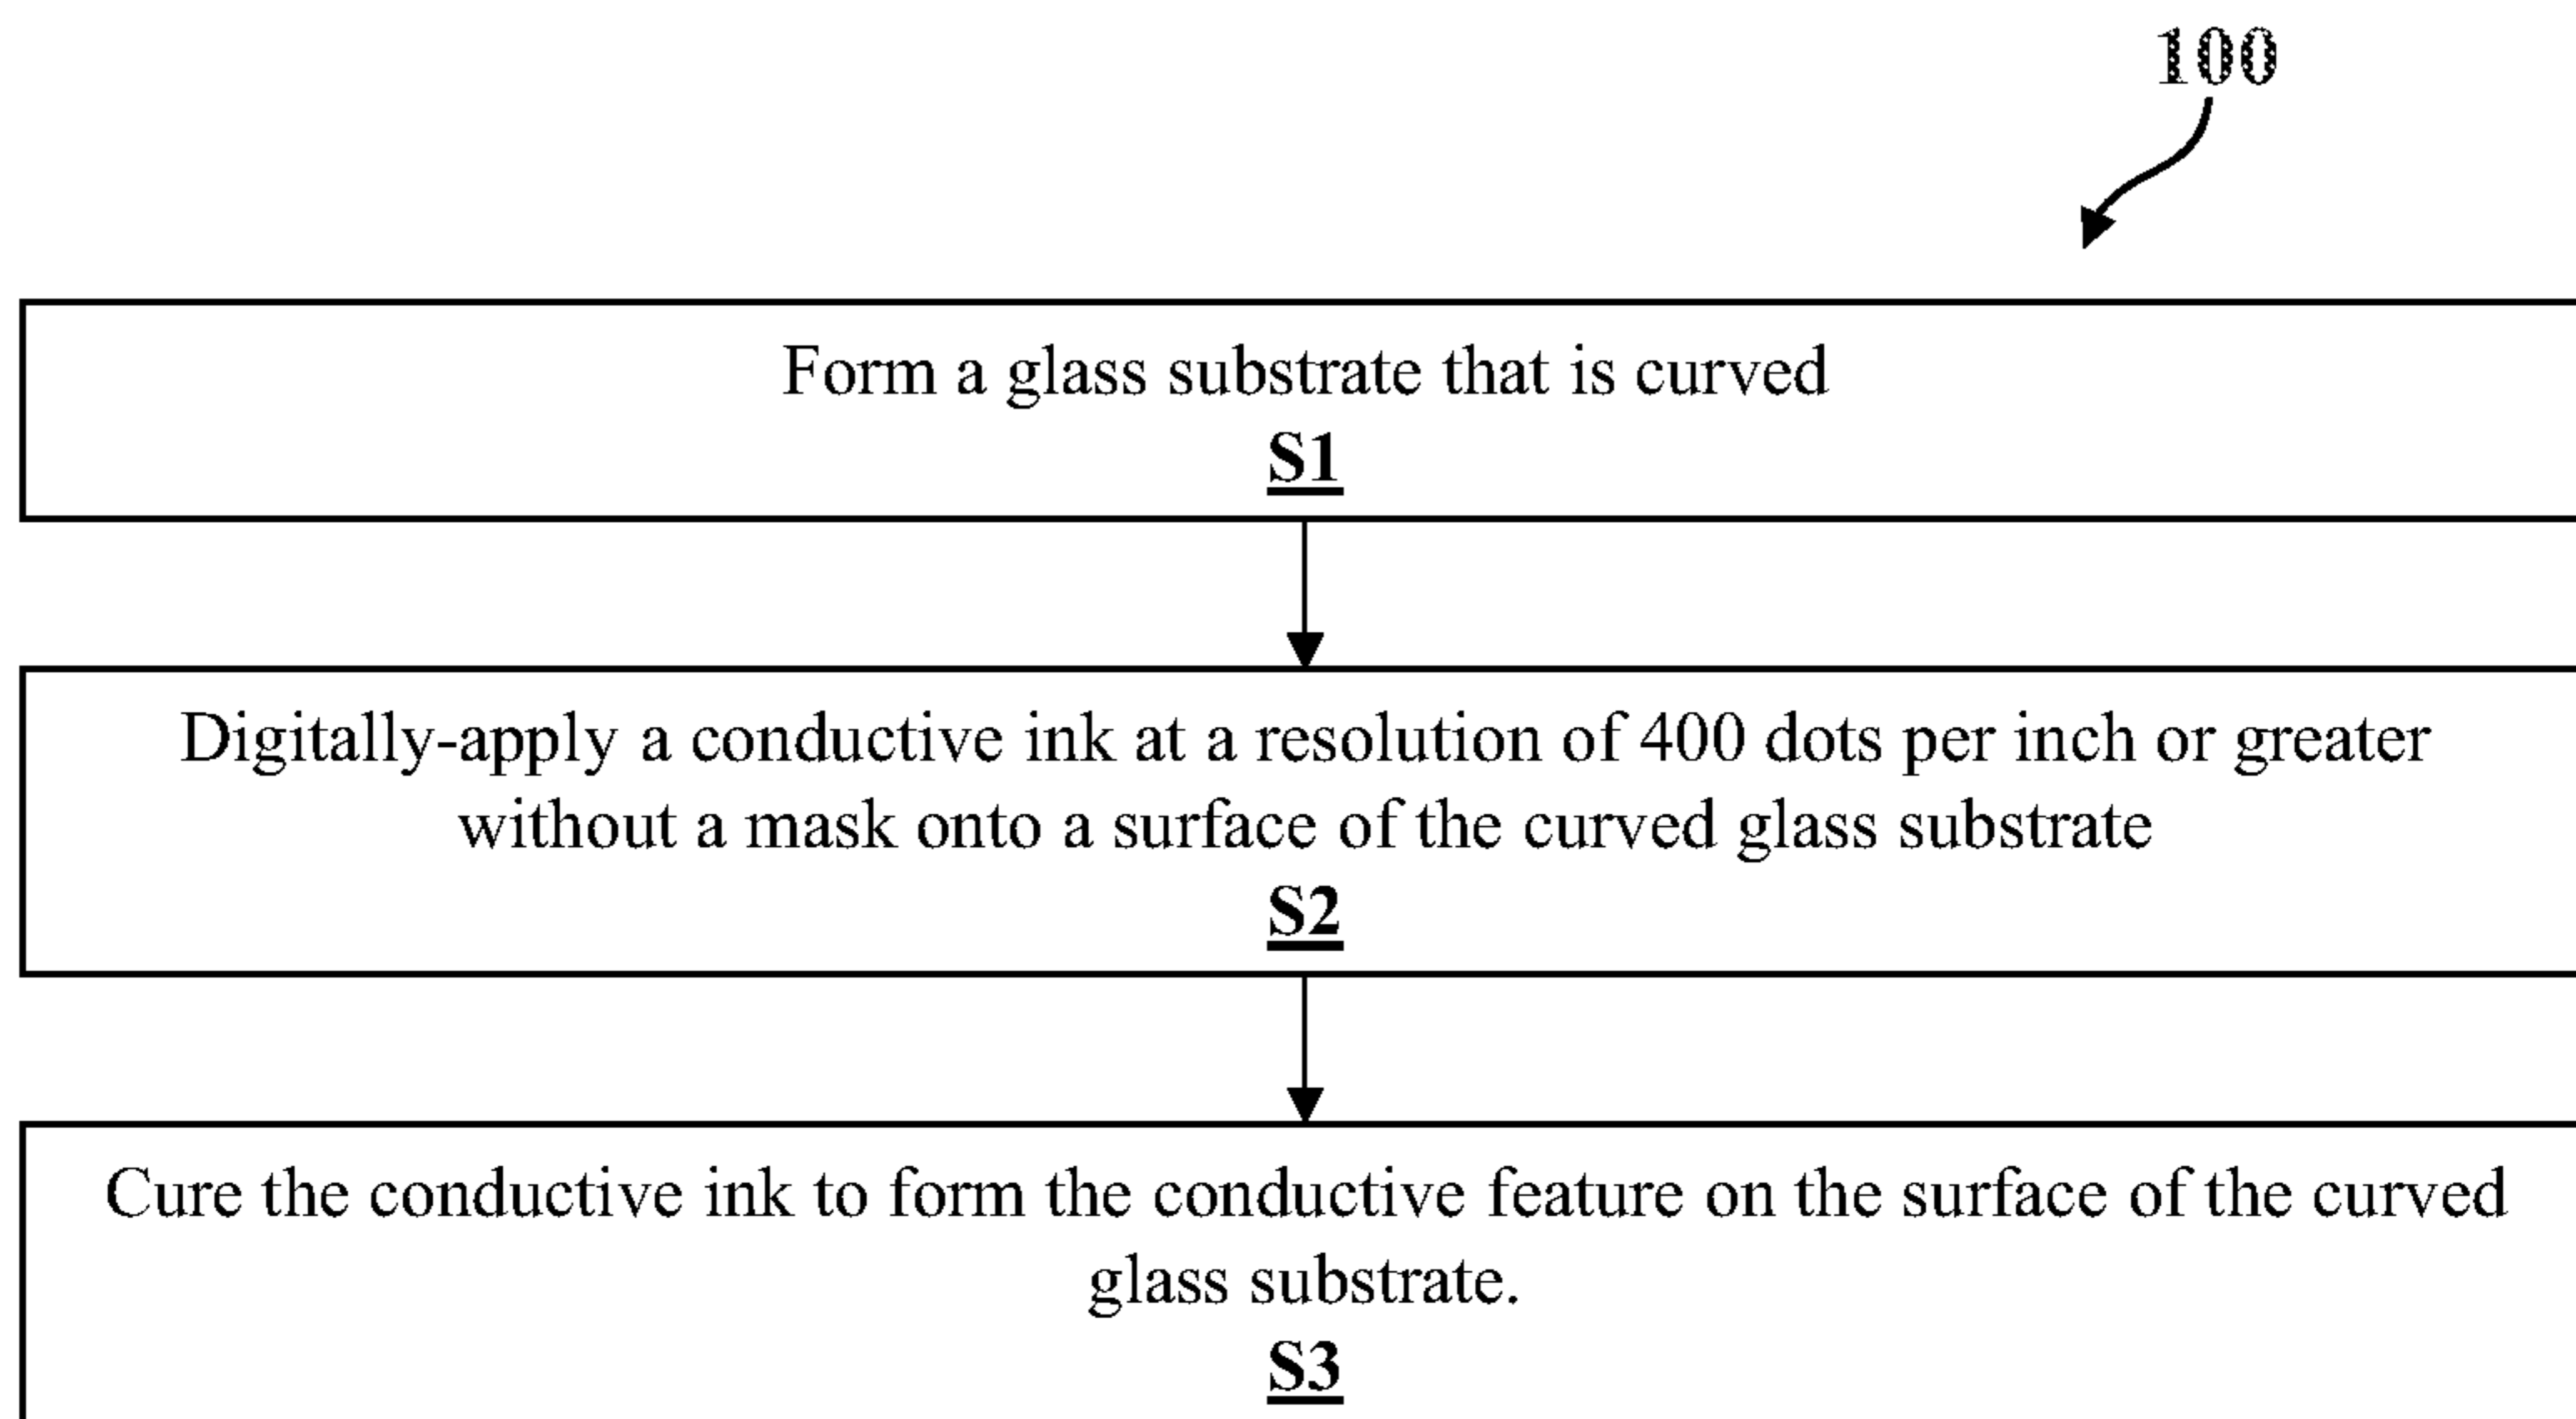 100
Form a glass substrate that is curved
S1
Digitally-apply a conductive ink at a resolution of 400 dots per inch or greater
without a mask onto a surface of the curved glass substrate
S2
Cure the conductive ink to form the conductive feature on the surface of the curved
glass substrate.
S3